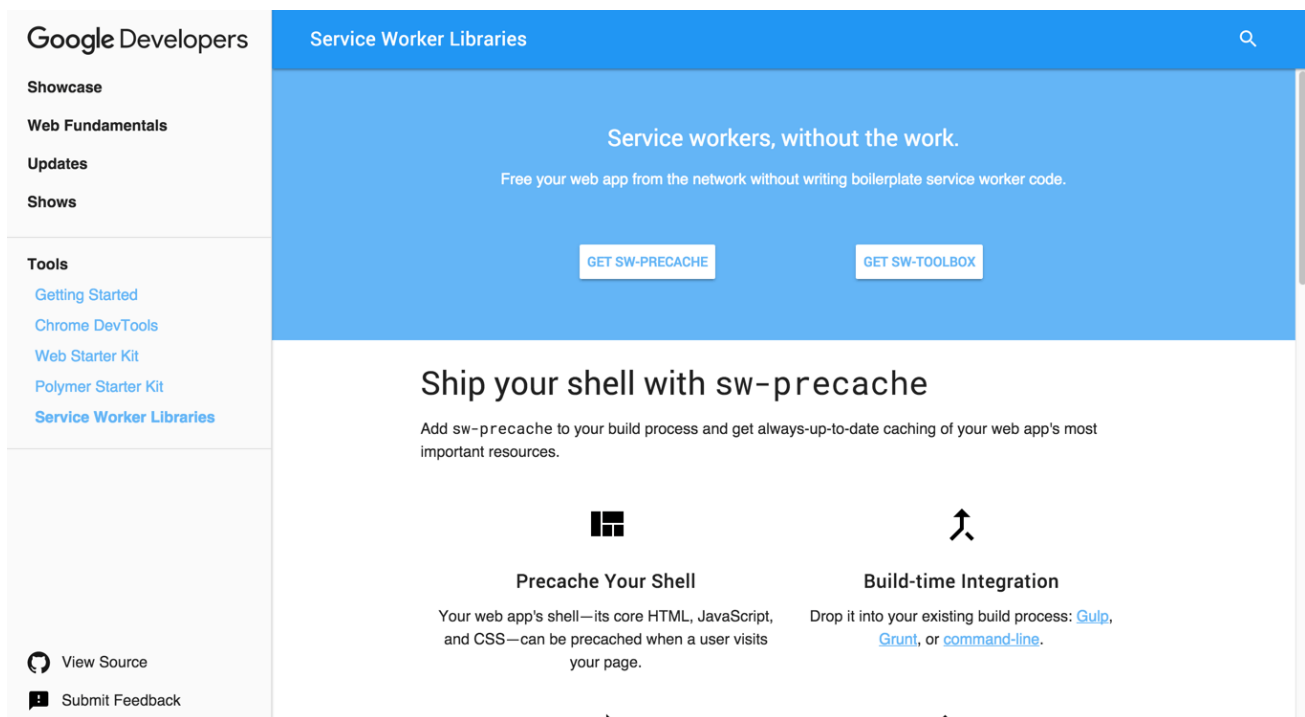 Google Developers
Showcase
Web Fundamentals
Updates
Shows
Tools
Getting Started
Chrome DevTools
Web Starter Kit
Polymer Starter Kit
Service Worker Libraries
View Source
Submit Feedback
Service Worker Libraries
Service workers, without the work.
Free your web app from the network without writing boilerplate service worker code.
GET SW-PRECACHE
GET SW-TOOLBOX
Ship your shell with sw-precache
Add sw-precache to your build process and get always-up-to-date caching of your web app's most
important resources.
Precache Your Shell
Your web app's shell—its core HTML, JavaScript,
and CSS—can be precached when a user visits
your page.
Build-time Integration
Drop it into your existing build process: Gulp,
Grunt, or command-line.